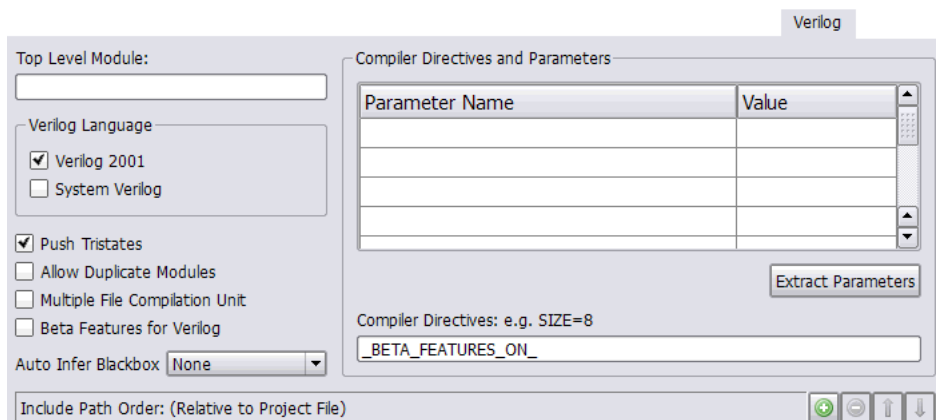 Verilog
Top Level Module:
Verilog Language
Verilog 2001
System Verilog
Push Tristates
Allow Duplicate Modules
Multiple File Compilation Unit
Beta Features for Verilog
Auto Infer Blackbox None
Compiler Directives and Parameters
Parameter Name Value
Extract Parameters
Compiler Directives: e.g. SIZE=8
_BETA_FEATURES_ON_
Include Path Order: (Relative to Project File)